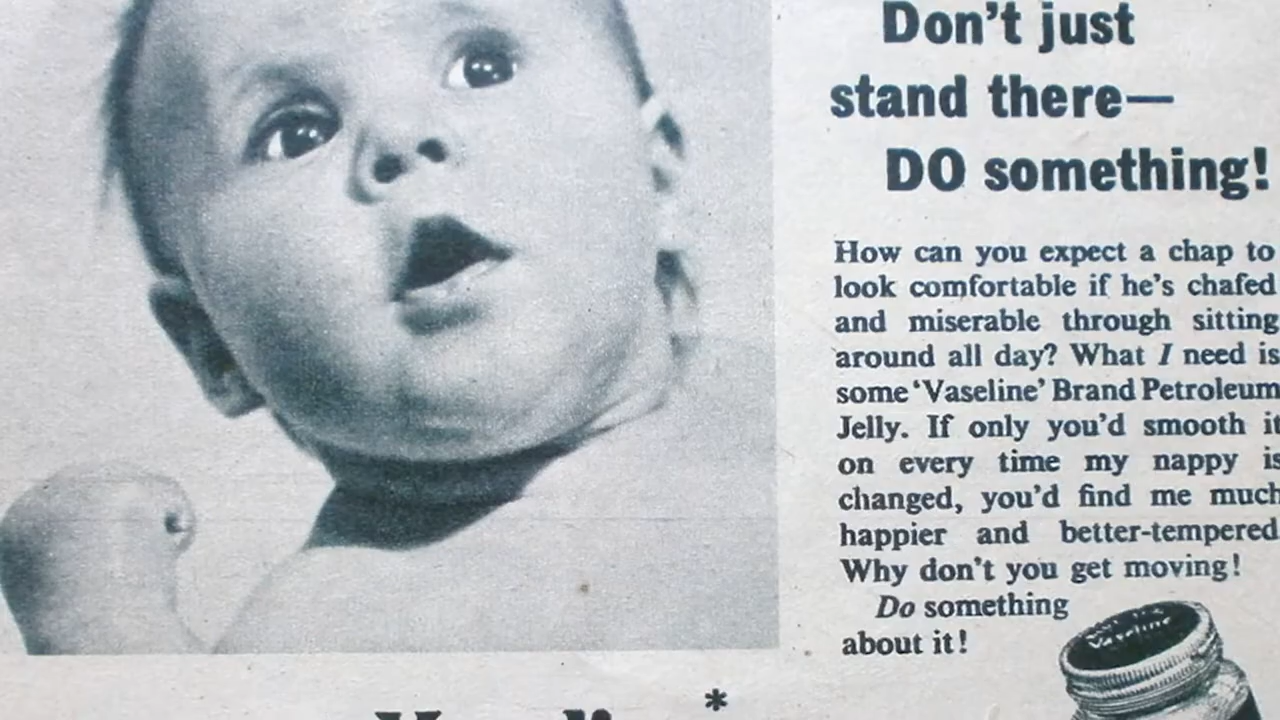 Don't just
stand there—
DO something!
How can you expect a chap to
look comfortable if he's chafed
and miserable through sitting
around all day? What I need is
some 'Vaseline' Brand Petroleum
Jelly. If only you'd smooth it
on every time my nappy is
changed, you'd find me much
happier and better-tempered
Why don't you get moving!
Do something
about it!
Vaseline
*